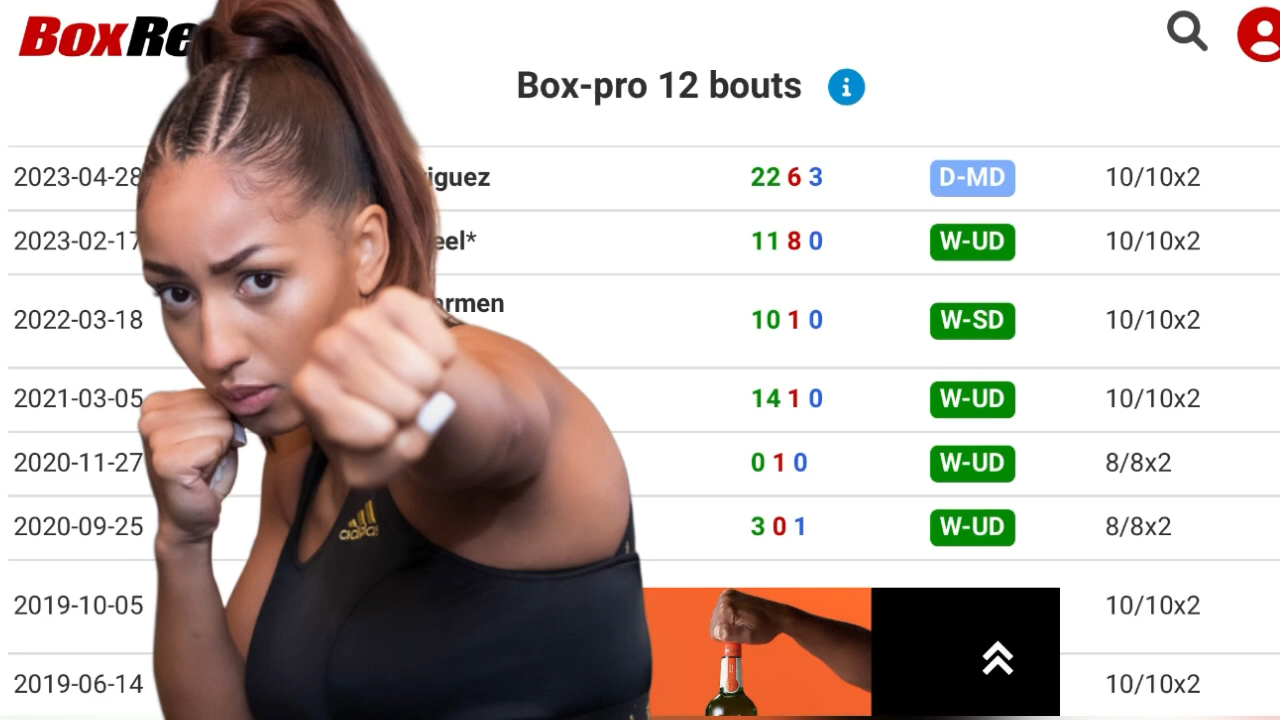 BoxRe
Box-pro 12 bouts i
2023-04-28 iguez 22 6 3 D-MD 10/10x2
2023-02-17 eel* 11 8 0 W-UD 10/10x2
armen
2022-03-18 10 1 0 W-SD 10/10x2
2021-03-05 14 1 0 W-UD 10/10x2
2020-11-27 0 1 0 W-UD 8/8x2
2020-09-25 3 0 1 W-UD 8/8x2
adidas
2019-10-05 10/10x2
2019-06-14 10/10x2